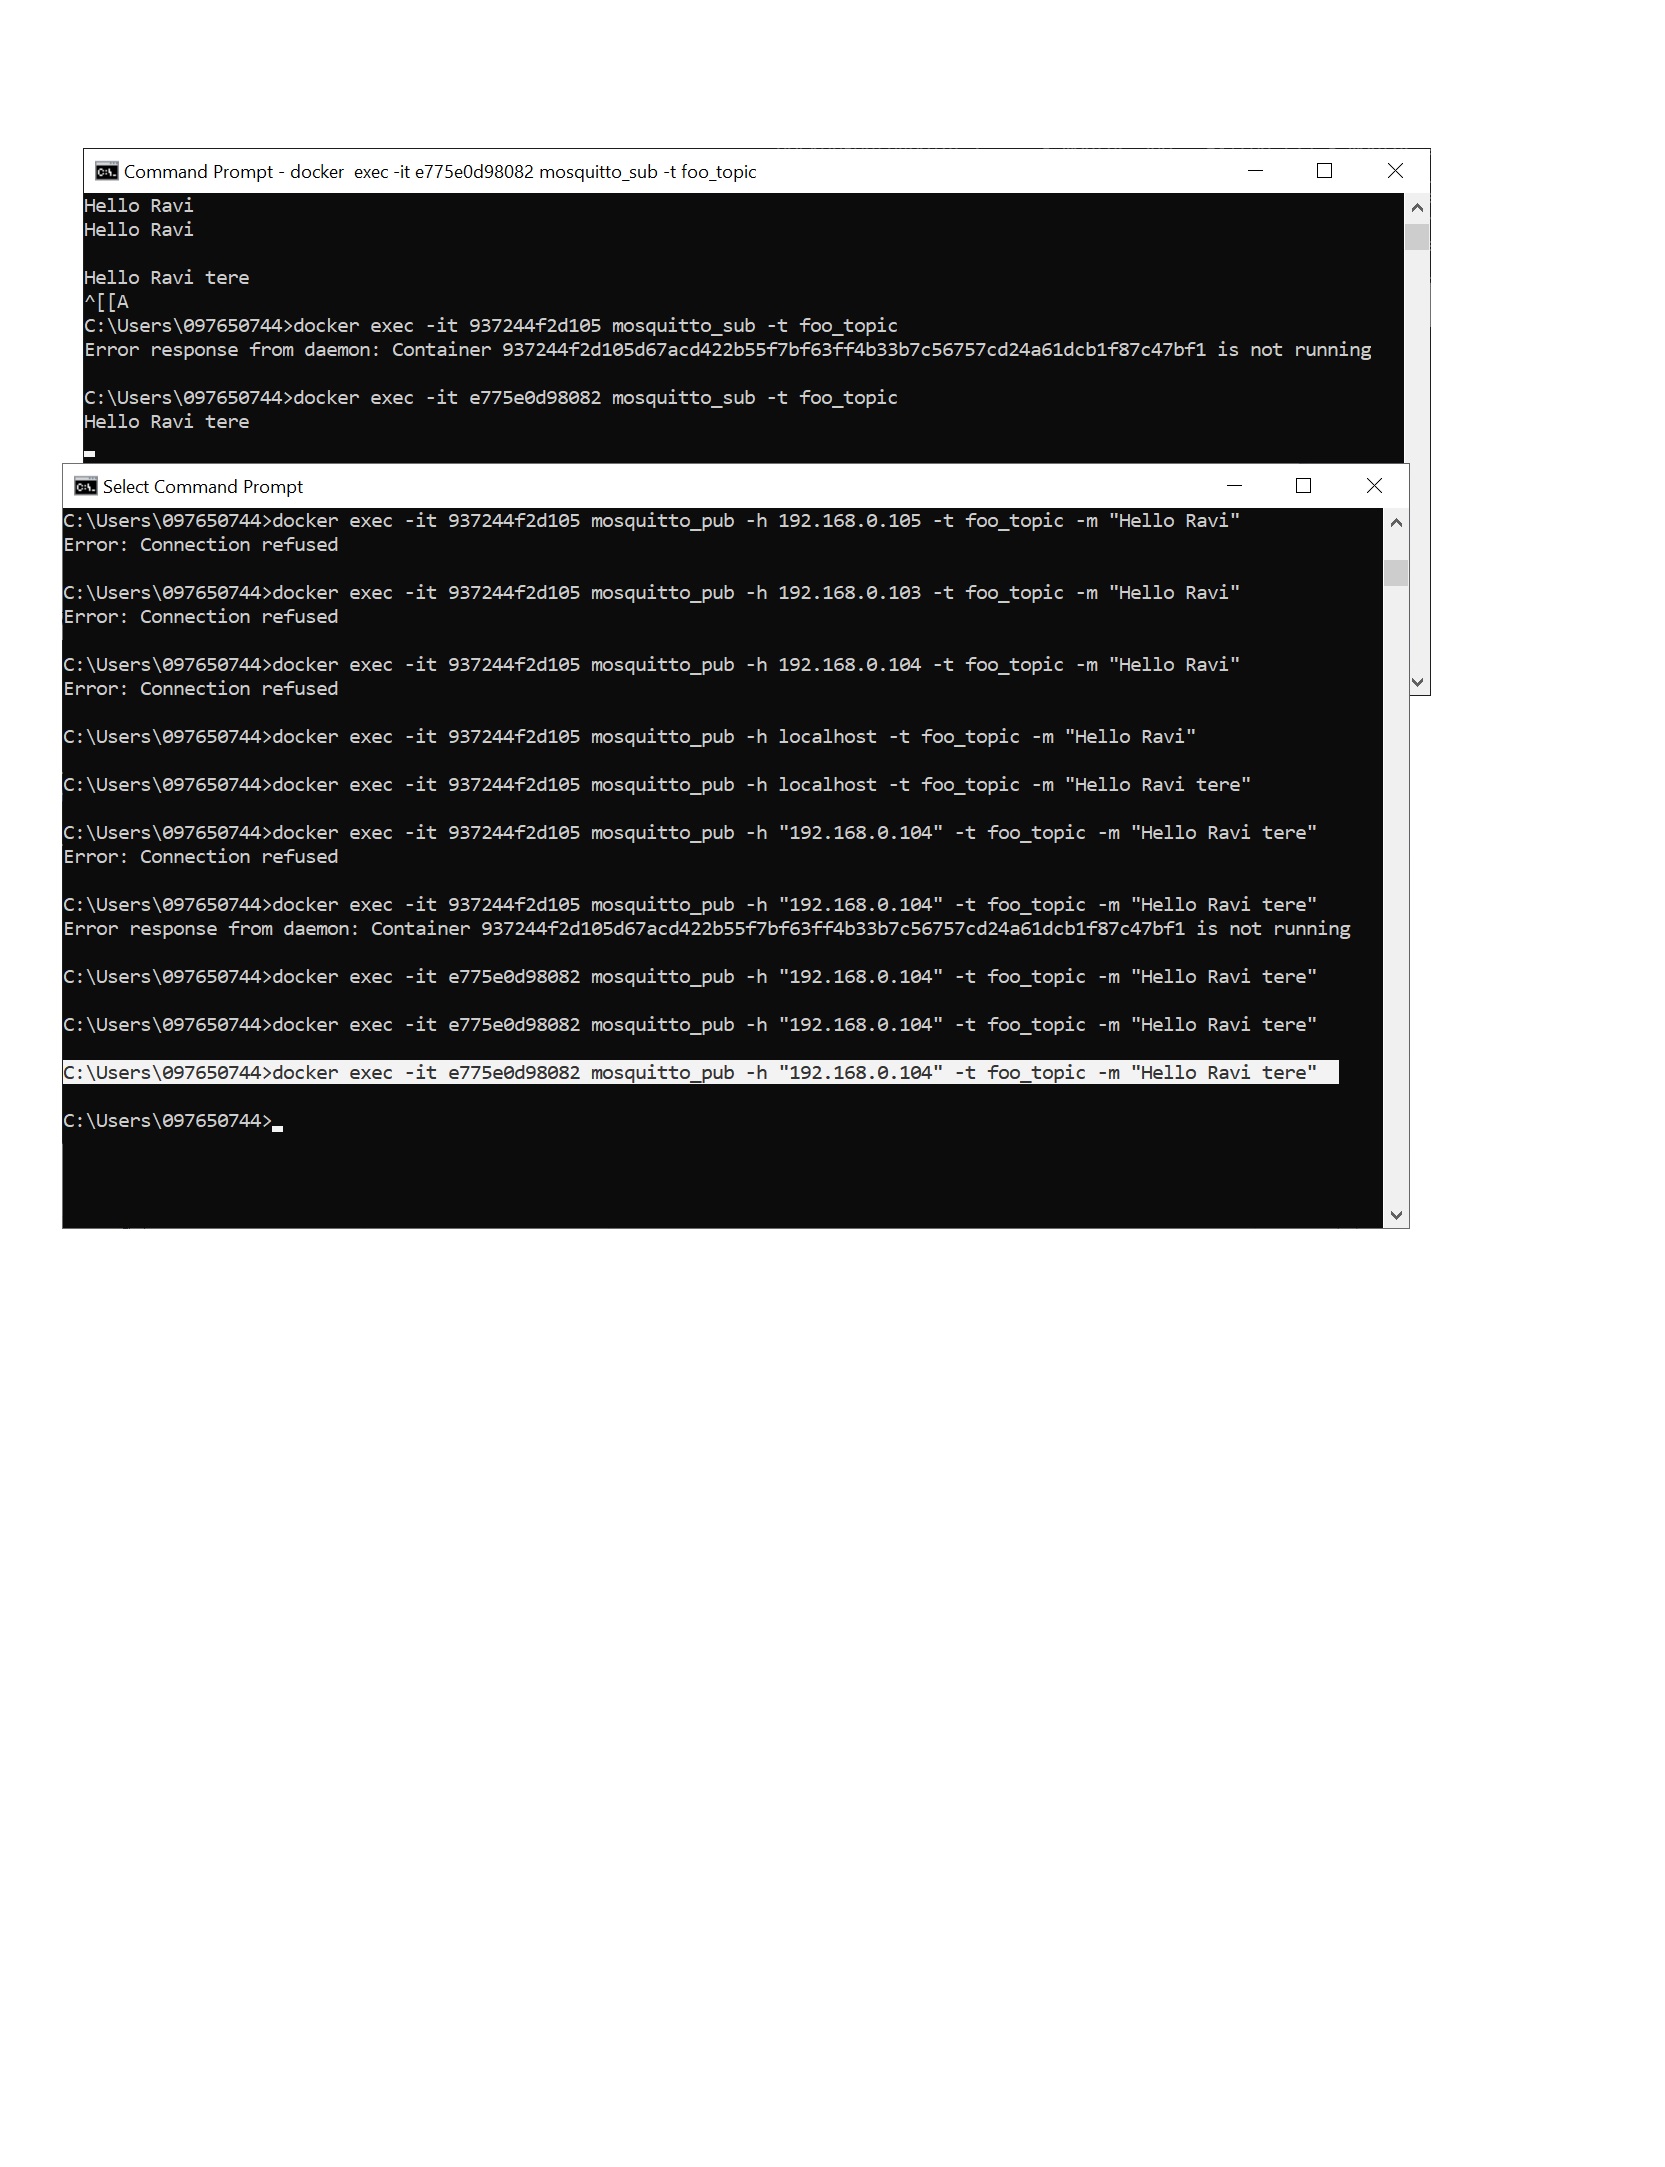 Command Prompt - docker  exec -it e775e0d98082 mosquitto_sub -t foo_topic
Hello Ravi
Hello Ravi
Hello Ravi tere
^[[A
C:\Users\097650744>docker exec -it 937244f2d105 mosquitto_sub -t foo_topic
Error response from daemon: Container 937244f2d105d67acd422b55f7bf63ff4b33b7c56757cd24a61dcb1f87c47bf1 is not running
C:\Users\097650744>docker exec -it e775e0d98082 mosquitto_sub -t foo_topic
Hello Ravi tere
Select Command Prompt
C:\Users\097650744>docker exec -it 937244f2d105 mosquitto_pub -h 192.168.0.105 -t foo_topic -m "Hello Ravi"
Error: Connection refused
C:\Users\097650744>docker exec -it 937244f2d105 mosquitto_pub -h 192.168.0.103 -t foo_topic -m "Hello Ravi"
Error: Connection refused
C:\Users\097650744>docker exec -it 937244f2d105 mosquitto_pub -h 192.168.0.104 -t foo_topic -m "Hello Ravi"
Error: Connection refused
C:\Users\097650744>docker exec -it 937244f2d105 mosquitto_pub -h localhost -t foo_topic -m "Hello Ravi"
C:\Users\097650744>docker exec -it 937244f2d105 mosquitto_pub -h localhost -t foo_topic -m "Hello Ravi tere"
C:\Users\097650744>docker exec -it 937244f2d105 mosquitto_pub -h "192.168.0.104" -t foo_topic -m "Hello Ravi tere"
Error: Connection refused
C:\Users\097650744>docker exec -it 937244f2d105 mosquitto_pub -h "192.168.0.104" -t foo_topic -m "Hello Ravi tere"
Error response from daemon: Container 937244f2d105d67acd422b55f7bf63ff4b33b7c56757cd24a61dcb1f87c47bf1 is not running
C:\Users\097650744>docker exec -it e775e0d98082 mosquitto_pub -h "192.168.0.104" -t foo_topic -m "Hello Ravi tere"
C:\Users\097650744>docker exec -it e775e0d98082 mosquitto_pub -h "192.168.0.104" -t foo_topic -m "Hello Ravi tere"
C:\Users\097650744>docker exec -it e775e0d98082 mosquitto_pub -h "192.168.0.104" -t foo_topic -m "Hello Ravi tere"
C:\Users\097650744>